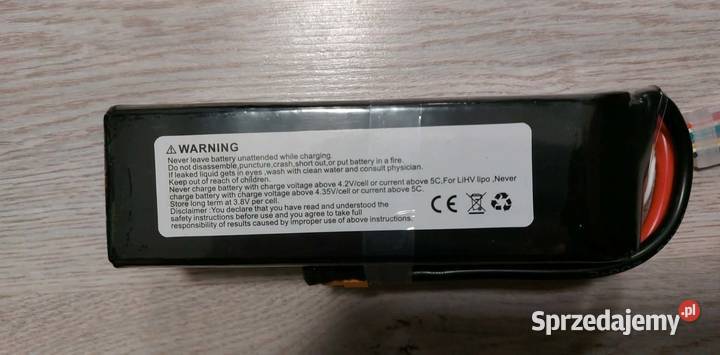 ⚠ WARNING
Never leave battery unattended while charging.
Do not disassemble,puncture,crash,short out,or put battery in a fire.
If leaked liquid gets in eyes ,wash with clean water and consult physician.
Keep out of reach of children.
Never charge battery with charge voltage above 4.2V/cell or current above 5C.For LiHV lipo ,Never
charge battery with charge voltage above 4.35V/cell or current above 5C.
Store long term at 3.8V per cell.
Disclaimer :You declare that you have read and understood the
safety instructions before use and you agree to take full
responsibility of results caused by improper use of above instructions.
CE
Sprzedajemy.pl